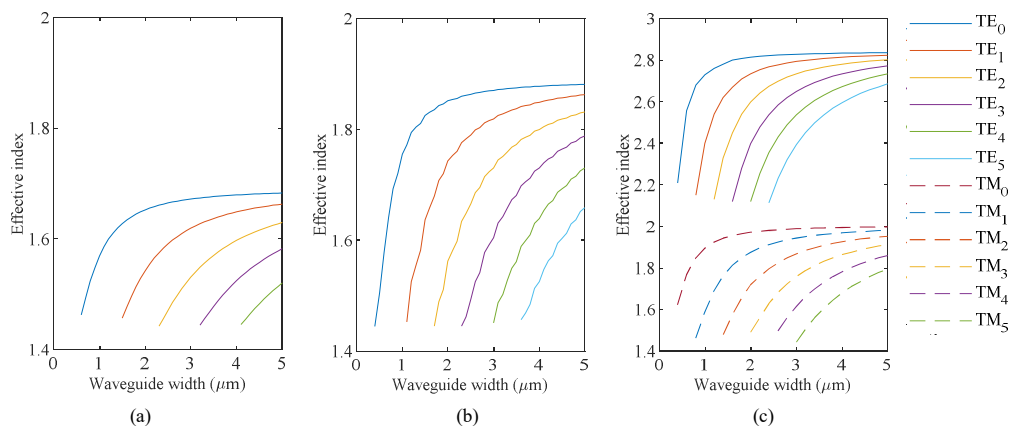 2
1.8
1.6
1.4
0
1
2
3
4
5
Effective index
Waveguide width (μm)
(a)
2
1.8
1.6
1.4
0
1
2
3
4
5
Effective index
Waveguide width (μm)
(b)
3
2.8
2.6
2.4
2.2
2
1.8
1.6
1.4
0
1
2
3
4
5
Effective index
Waveguide width (μm)
(c)
TE0
TE1
TE2
TE3
TE4
TE5
TM0
TM1
TM2
TM3
TM4
TM5